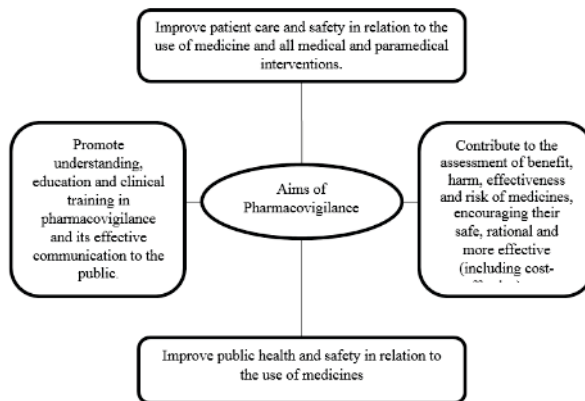 Improve patient care and safety in relation to
the use of medicine and all medical and paramedical
interventions.
Promote
understanding,
education and clinical
training in
pharmacovigilance
and its effective
communication to the
public.
Aims of
Pharmacovigilance
Contribute to the
assessment of benefit,
harm, effectiveness
and risk of medicines,
encouraging their
safe, rational and
more effective
(including cost-
Improve public health and safety in relation to
the use of medicines